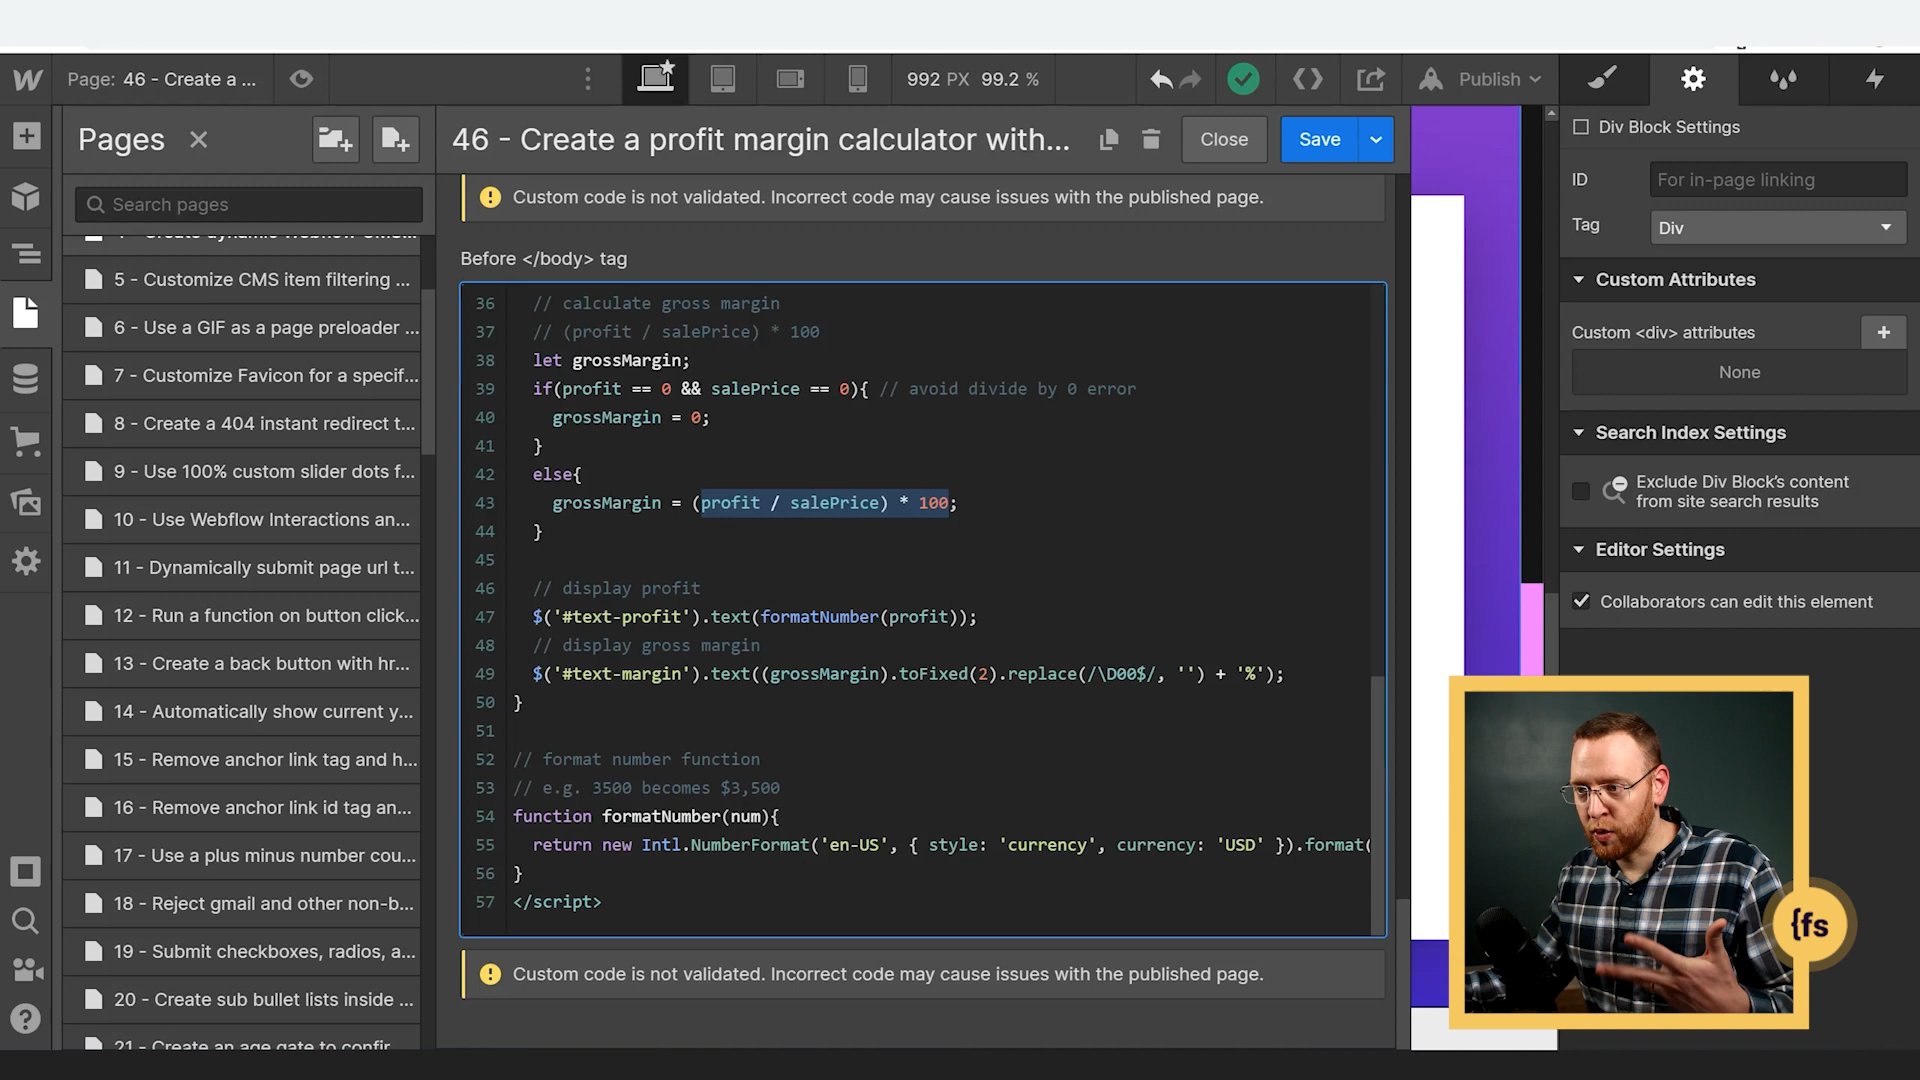 Page: 46 - Create a ...
992 PX 99.2 %
Publish
Pages
46 - Create a profit margin calculator with...
Close
Save
Div Block Settings
Search pages
Custom code is not validated. Incorrect code may cause issues with the published page.
ID
For in-page linking
Tag
Div
5 - Customize CMS item filtering ...
6 - Use a GIF as a page preloader ...
7 - Customize Favicon for a specif...
8 - Create a 404 instant redirect t...
9 - Use 100% custom slider dots f...
10 - Use Webflow Interactions an...
11 - Dynamically submit page url t...
12 - Run a function on button click...
13 - Create a back button with hr...
14 - Automatically show current y...
15 - Remove anchor link tag and h...
16 - Remove anchor link id tag an...
17 - Use a plus minus number cou...
18 - Reject gmail and other non-b...
19 - Submit checkboxes, radios, a...
20 - Create sub bullet lists inside ...
21 - Create an age gate to confir...
Before </body> tag
36 // calculate gross margin
37 // (profit / salePrice) * 100
38 let grossMargin;
39 if(profit == 0 && salePrice == 0){ // avoid divide by 0 error
40 grossMargin = 0;
41 }
42 else{
43 grossMargin = (profit / salePrice) * 100;
44 }
45
46 // display profit
47 $('#text-profit').text(formatNumber(profit));
48 // display gross margin
49 $('#text-margin').text((grossMargin).toFixed(2).replace(/\D00$/, '') + '%');
50 }
51
52 // format number function
53 // e.g. 3500 becomes $3,500
54 function formatNumber(num){
55 return new Intl.NumberFormat('en-US', { style: 'currency', currency: 'USD' }).format(
56 }
57 </script>
Custom code is not validated. Incorrect code may cause issues with the published page.
Custom Attributes
Custom <div> attributes
None
Search Index Settings
Exclude Div Block's content
from site search results
Editor Settings
Collaborators can edit this element
{fs